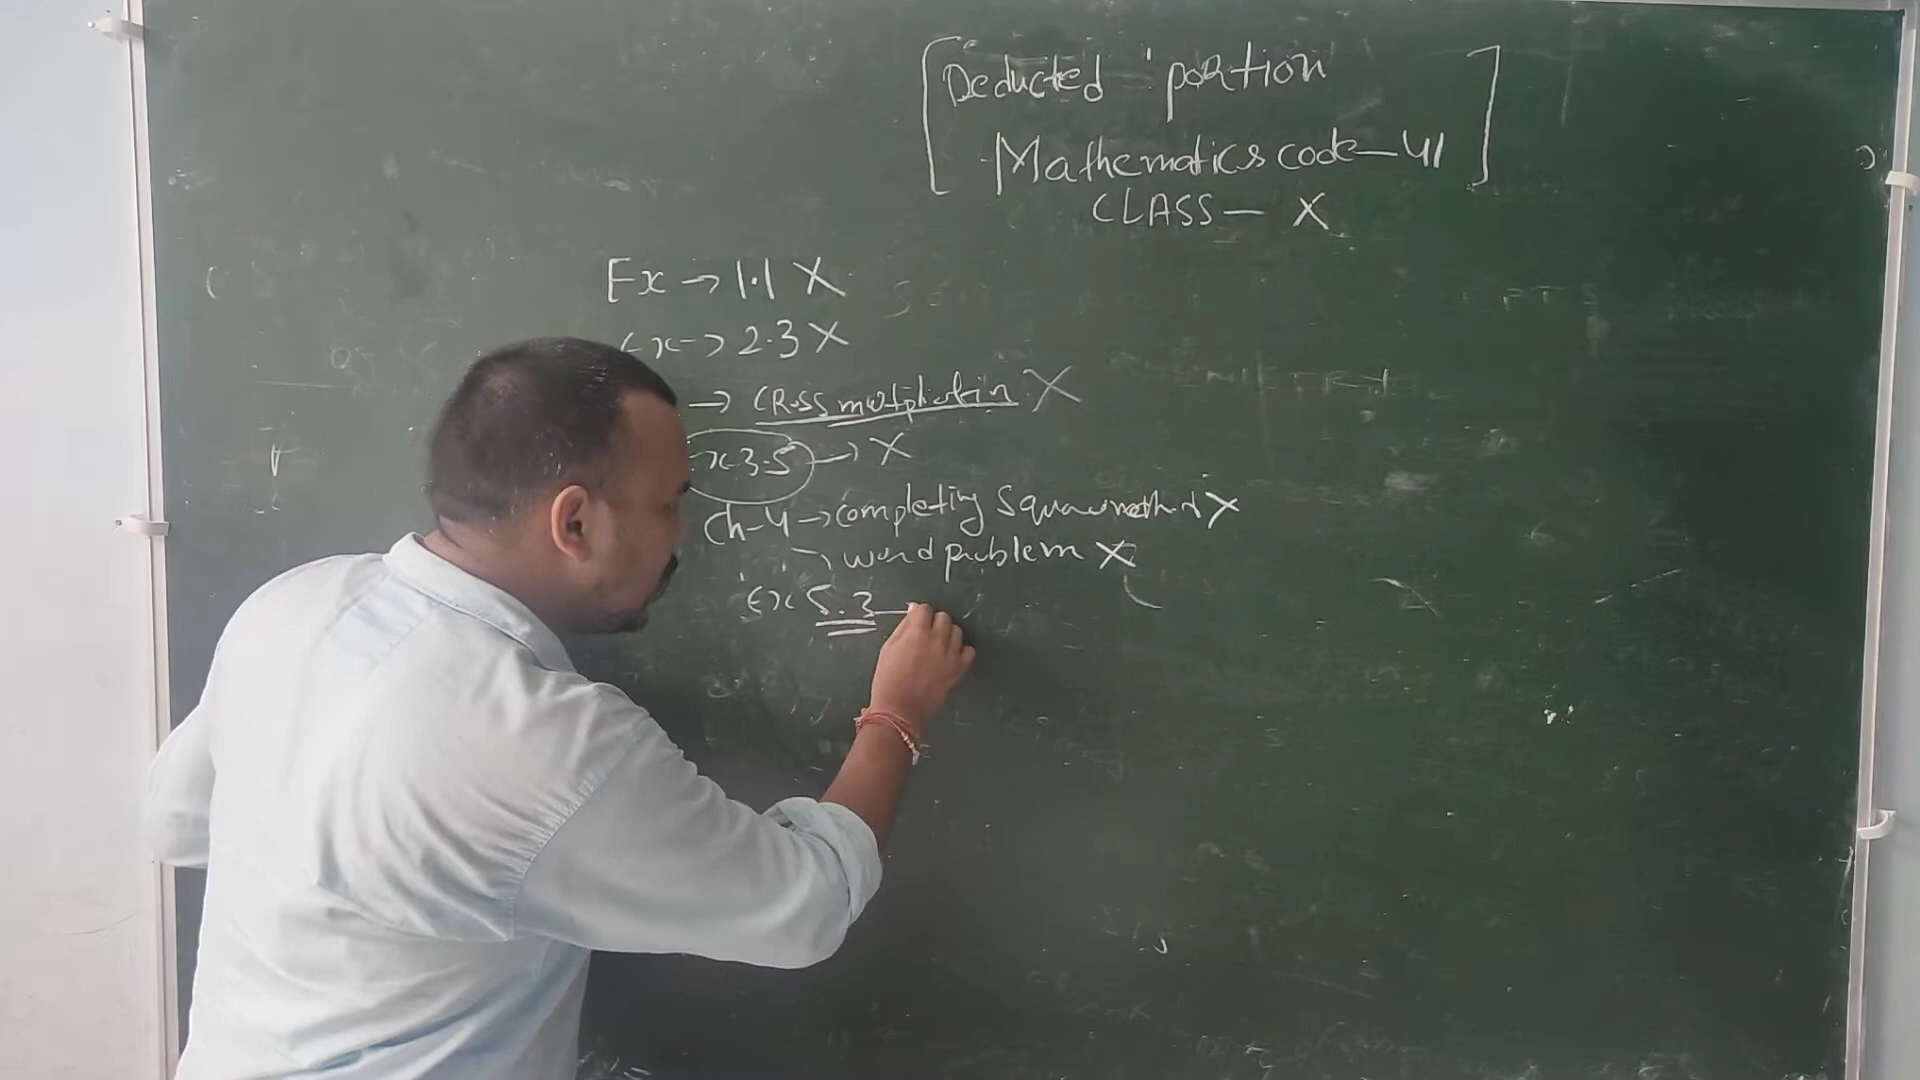 [Deducted portion
Mathematics code-41]
CLASS - X
Ex → 1.1 X
Ex → 2.3 X
→ cross multiplication X
x 3.5 → X
Ch-4 → completing square method X
→ word problem X
Ex 5.3 —